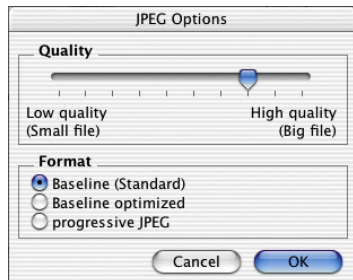 JPEG Options
Quality
Low quality High quality
(Small file) (Big file)
Format
Baseline (Standard)
Baseline optimized
progressive JPEG
Cancel OK